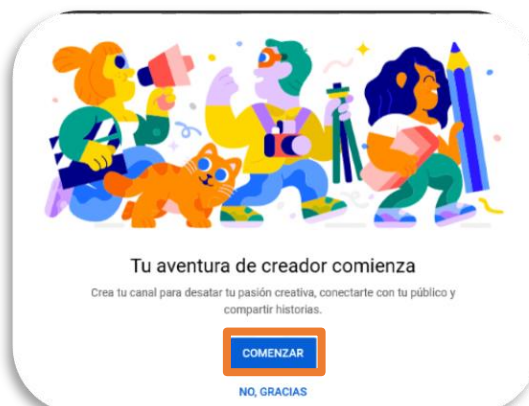 Tu aventura de creador comienza
Crea tu canal para desatar tu pasión creativa, conectarte con tu público y
compartir historias.
COMENZAR
NO, GRACIAS